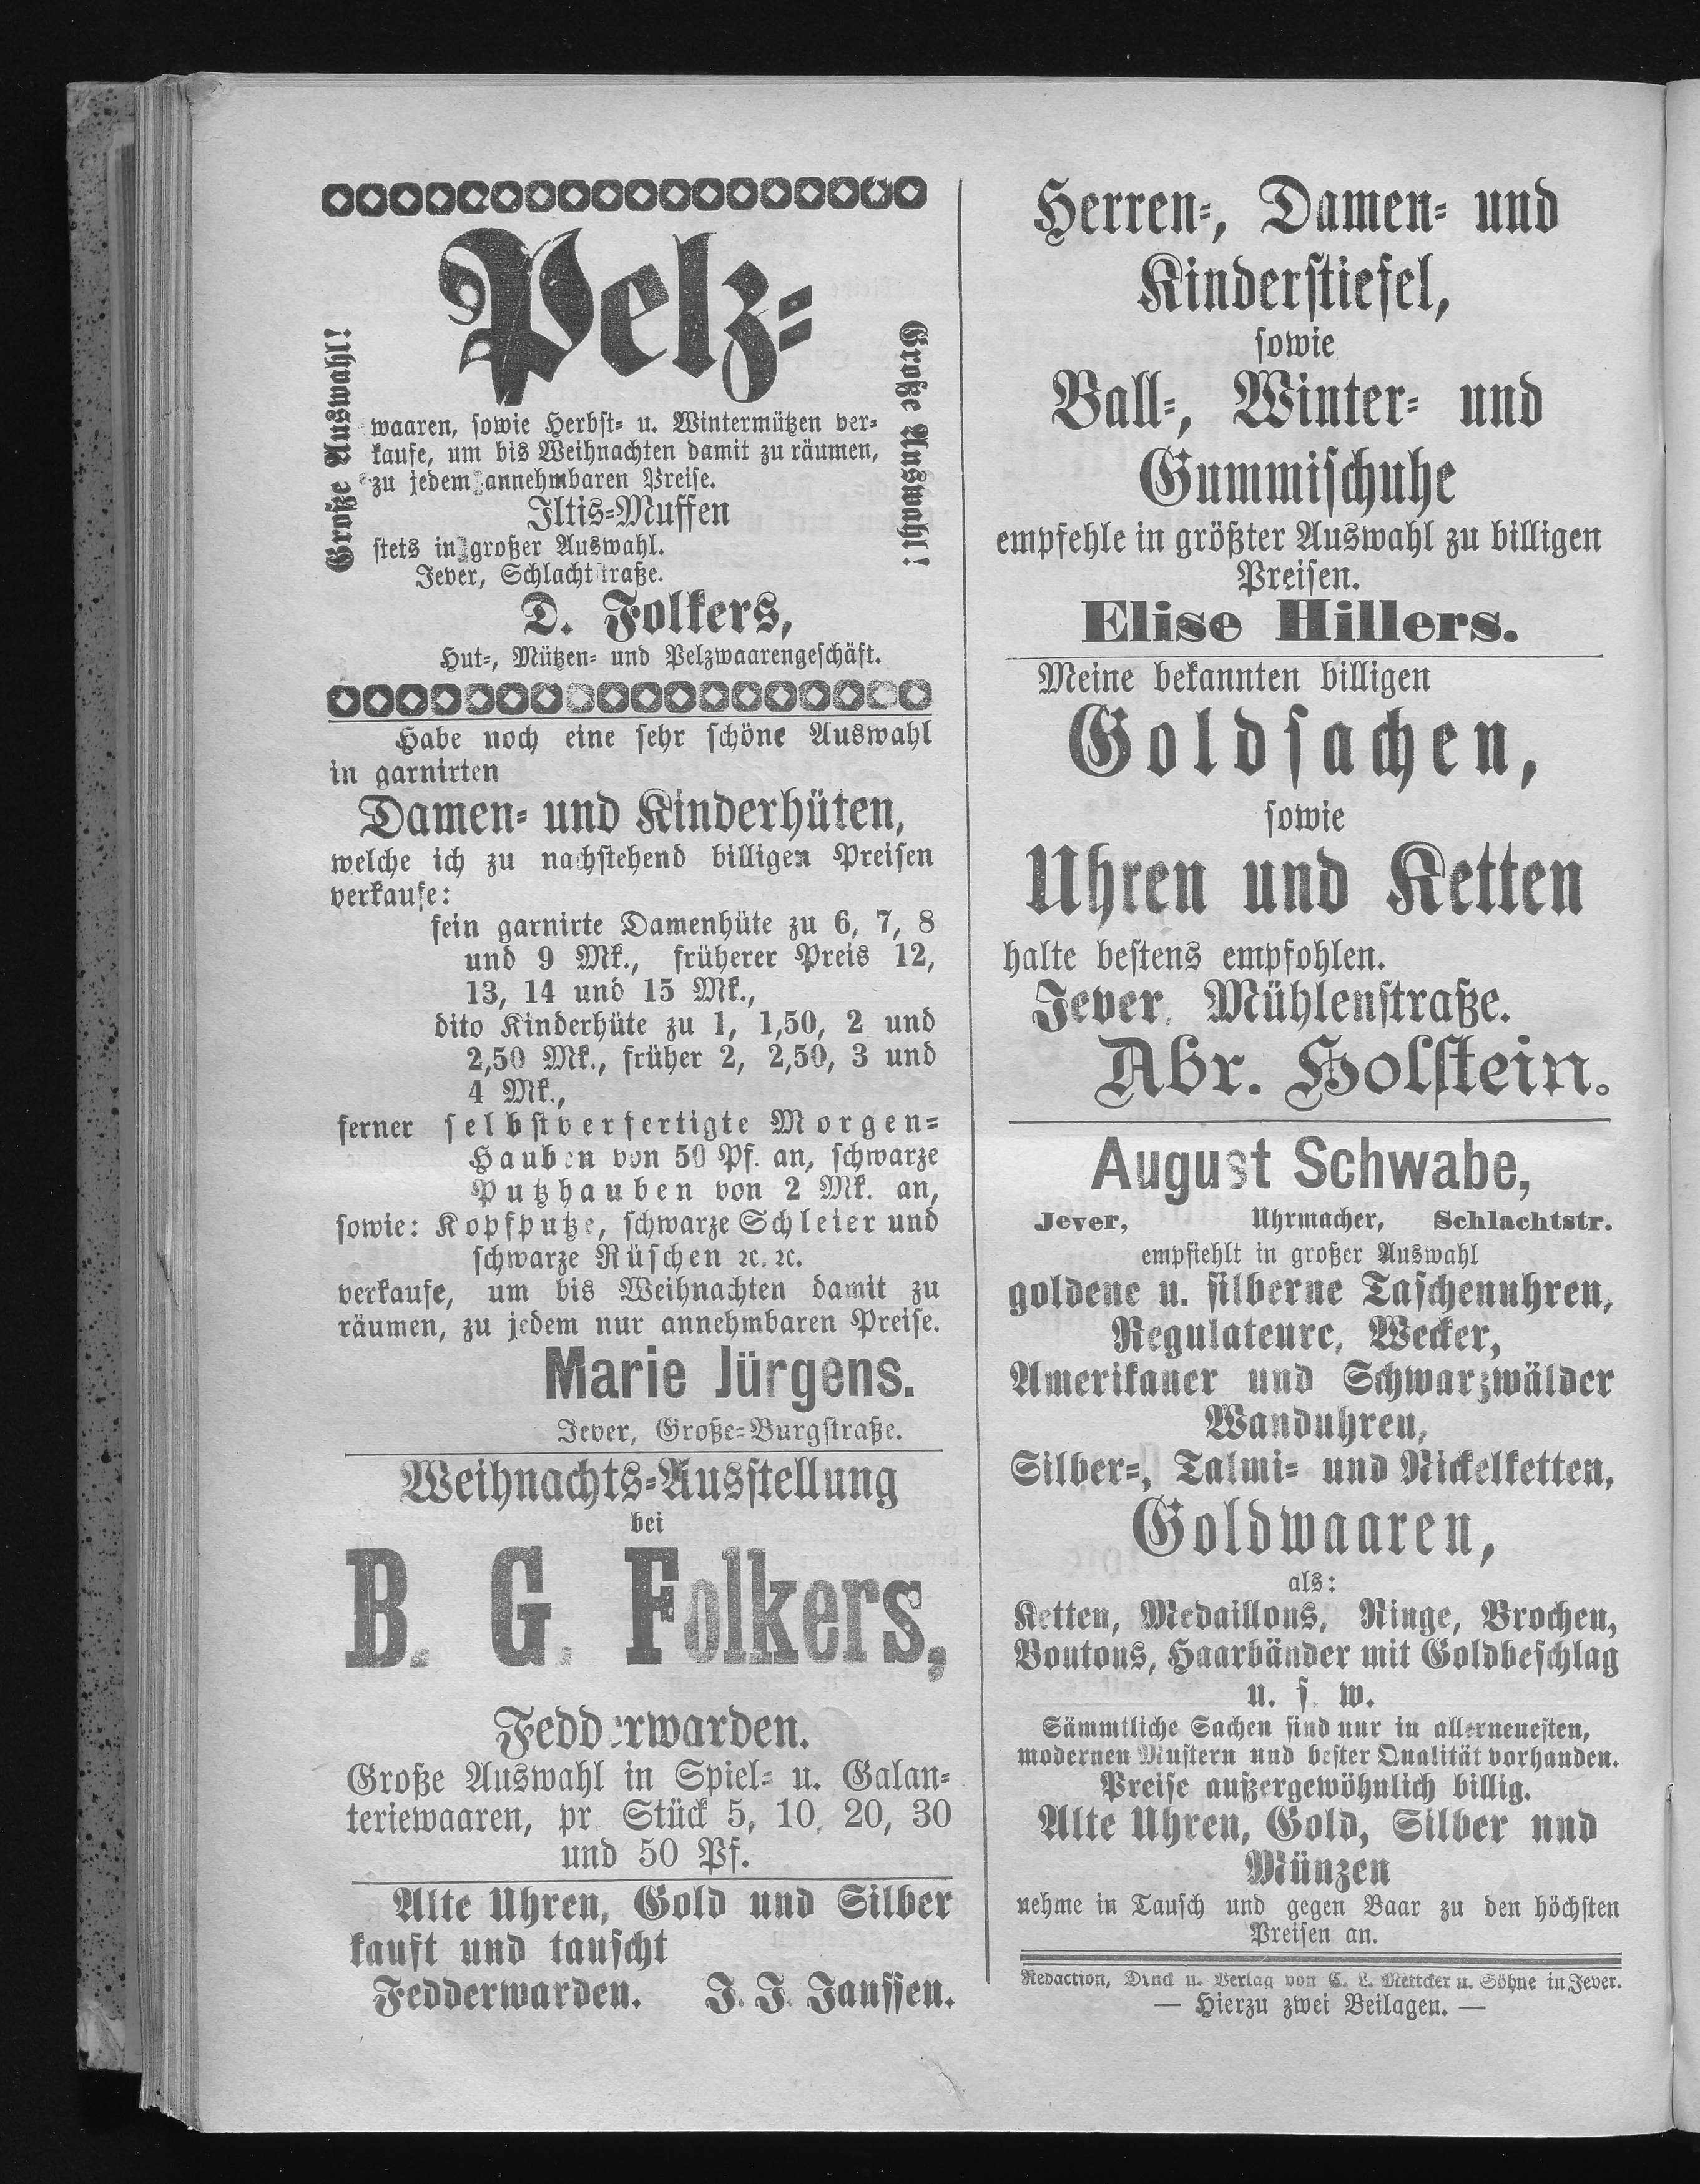 Pelz-
Große Auswahl!
Große Auswahl!
waaren, sowie Herbst- u. Wintermützen ver-
kaufe, um bis Weihnachten damit zu räumen,
zu jedem annehmbaren Preise.
Iltis-Muffen
stets in großer Auswahl.
Jever, Schlachtstraße.
D. Folkers,
Hut-, Mützen- und Pelzwaarengeschäft.
Habe noch eine sehr schöne Auswahl
in garnirten
Damen- und Kinderhüten,
welche ich zu nachstehend billigen Preisen
verkaufe:
fein garnirte Damenhüte zu 6, 7, 8
und 9 Mk., früherer Preis 12,
13, 14 und 15 Mk.,
dito Kinderhüte zu 1, 1,50, 2 und
2,50 Mk., früher 2, 2,50, 3 und
4 Mk.,
ferner selbstverfertigte Morgen-
Hauben von 50 Pf. an, schwarze
Putzhauben von 2 Mk. an,
sowie: Kopfputze, schwarze Schleier und
schwarze Rüschen ꝛc. ꝛc.
verkaufe, um bis Weihnachten damit zu
räumen, zu jedem nur annehmbaren Preise.
Marie Jürgens.
Jever, Große-Burgstraße.
Weihnachts-Ausstellung
bei
B. G. Folkers,
Fedderwarden.
Große Auswahl in Spiel- u. Galan-
teriewaaren, pr. Stück 5, 10, 20, 30
und 50 Pf.
Alte Uhren, Gold und Silber
kauft und tauscht
Fedderwarden. J. J. Janssen.
Herren-, Damen- und
Kinderstiefel,
sowie
Ball-, Winter- und
Gummischuhe
empfehle in größter Auswahl zu billigen
Preisen.
Elise Hillers.
Meine bekannten billigen
Goldsachen,
sowie
Uhren und Ketten
halte bestens empfohlen.
Jever, Mühlenstraße.
Abr. Holstein.
August Schwabe,
Jever, Uhrmacher, Schlachtstr.
empfiehlt in großer Auswahl
goldene u. silberne Taschenuhren,
Regulateure, Wecker,
Amerikaner und Schwarzwälder
Wanduhren,
Silber-, Talmi- und Nickelketten,
Goldwaaren,
als:
Ketten, Medaillons, Ringe, Brochen,
Boutons, Haarbänder mit Goldbeschlag
u. s. w.
Sämmtliche Sachen sind nur in allerneuesten,
modernen Mustern und bester Qualität vorhanden.
Preise außergewöhnlich billig.
Alte Uhren, Gold, Silber und
Münzen
nehme in Tausch und gegen Baar zu den höchsten
Preisen an.
Redaction, Druck u. Verlag von C. L. Mettcker u. Söhne in Jever.
— Hierzu zwei Beilagen. —